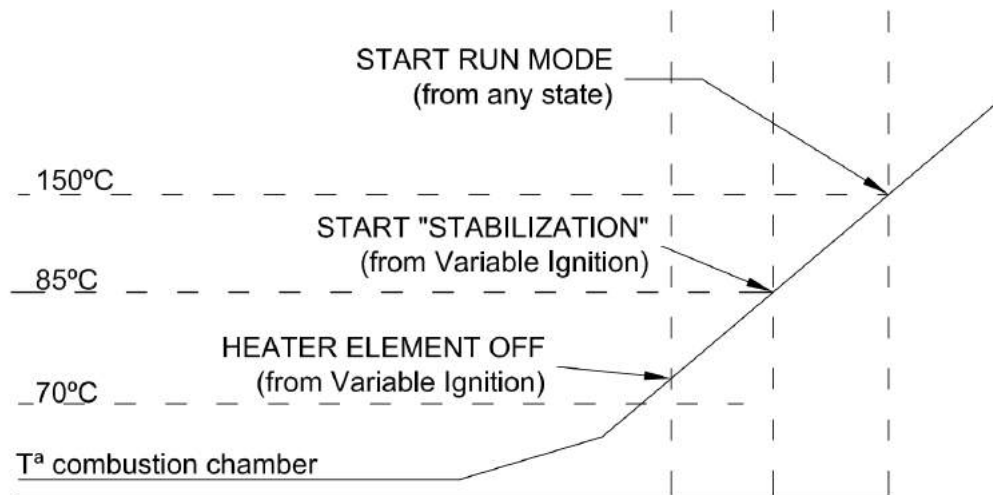 START RUN MODE
(from any state)
150ºC
START "STABILIZATION"
(from Variable Ignition)
85ºC
HEATER ELEMENT OFF
(from Variable Ignition)
70ºC
Tª combustion chamber